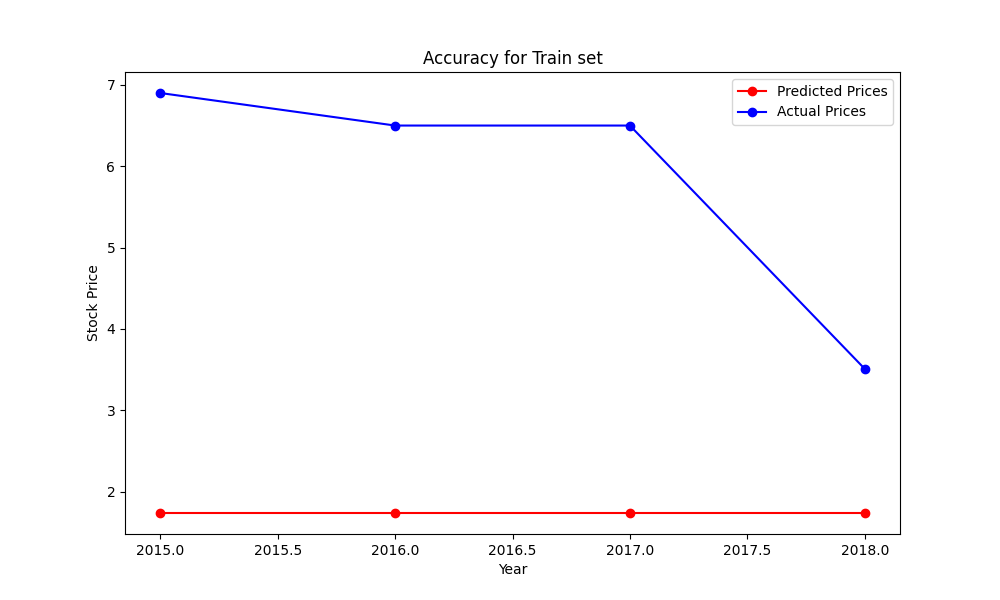 Accuracy for Train set
Predicted Prices
Actual Prices
Stock Price
7
6
5
4
3
2
2015.0 2015.5 2016.0 2016.5 2017.0 2017.5 2018.0
Year